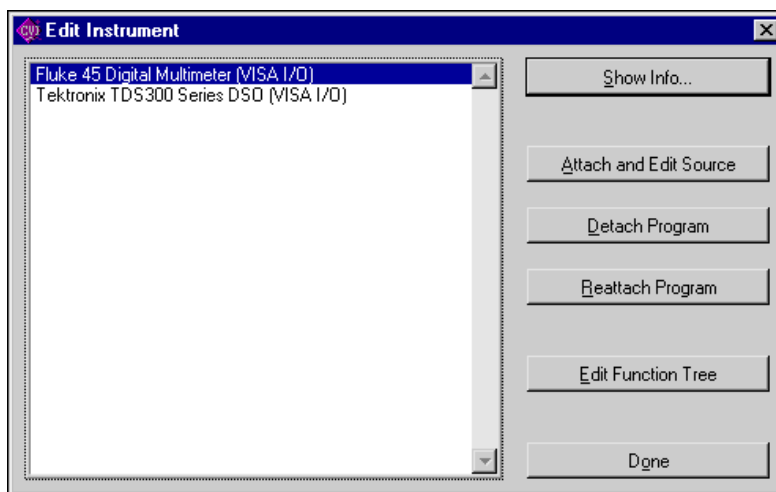 CVI Edit Instrument
Fluke 45 Digital Multimeter (VISA I/O)
Tektronix TDS300 Series DSO (VISA I/O)
Show Info...
Attach and Edit Source
Detach Program
Reattach Program
Edit Function Tree
Done